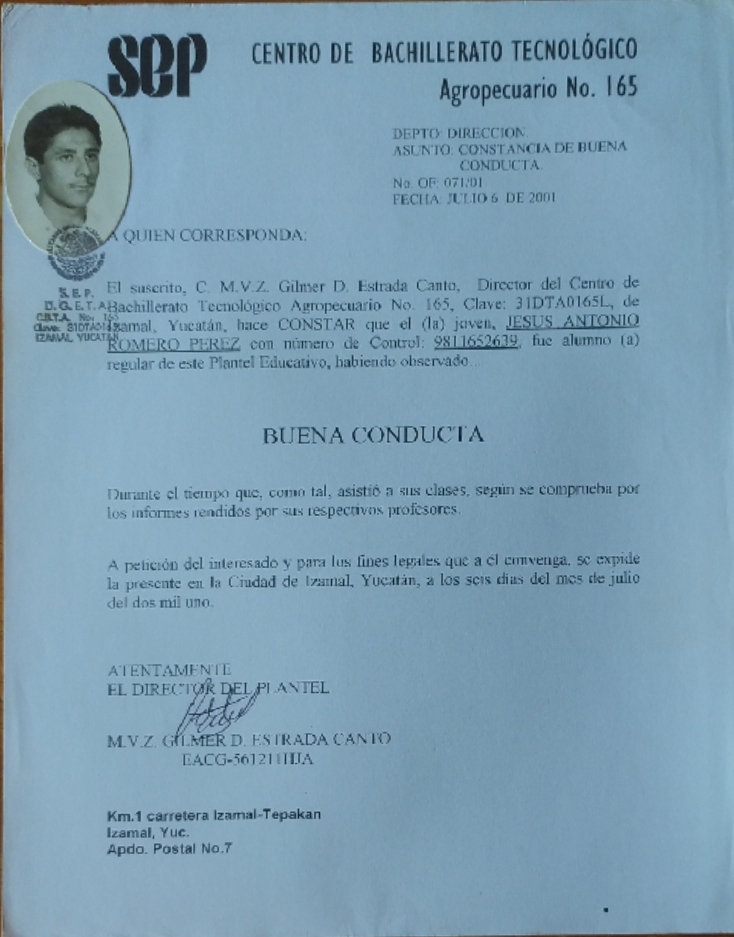 SEP CENTRO DE BACHILLERATO TECNOLÓGICO
Agropecuario No. 165
DEPTO: DIRECCION.
ASUNTO: CONSTANCIA DE BUENA
CONDUCTA.
No. OF: 071/01
FECHA: JULIO 6 DE 2001
A QUIEN CORRESPONDA:
El suscrito, C. M.V.Z. Gilmer D. Estrada Canto, Director del Centro de
Bachillerato Tecnológico Agropecuario No. 165, Clave: 31DTA0165L, de
Izamal, Yucatán, hace CONSTAR que el (la) joven, JESUS ANTONIO
ROMERO PEREZ con número de Control: 9811652639, fue alumno (a)
regular de este Plantel Educativo, habiendo observado...
S.E.P.
D.G.E.T.A.
C.B.T.A. No. 165
Clave:
IZAMAL, YUCATAN
BUENA CONDUCTA
Durante el tiempo que, como tal, asistió a sus clases, según se comprueba por
los informes rendidos por sus respectivos profesores.
A petición del interesado y para los fines legales que a él convenga, se expide
la presente en la Ciudad de Izamal, Yucatán, a los seis días del mes de julio
del dos mil uno.
ATENTAMENTE
EL DIRECTOR DEL PLANTEL
M.V.Z. GILMER D. ESTRADA CANTO
Km.1 carretera Izamal-Tepakan
Izamal, Yuc.
Apdo. Postal No.7